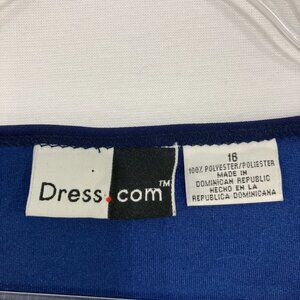 Dress.com™
16
100% POLYESTER/POLIESTER
MADE IN
DOMINICAN REPUBLIC
HECHO EN LA
REPUBLICA DOMINICANA